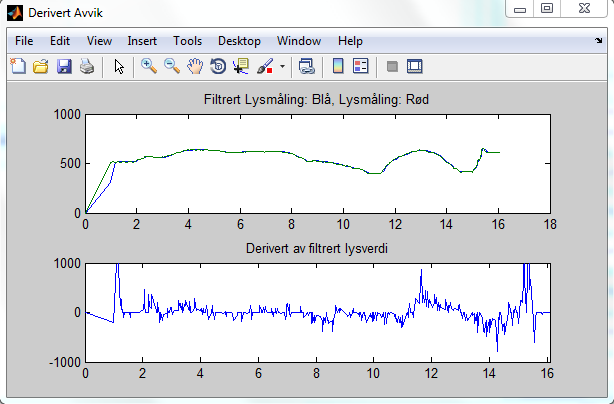 Derivert Avvik
File Edit View Insert Tools Desktop Window Help
Filtrert Lysmåling: Blå, Lysmåling: Rød
1000
500
0
0 2 4 6 8 10 12 14 16 18
Derivert av filtrert lysverdi
1000
0
-1000
0 2 4 6 8 10 12 14 16